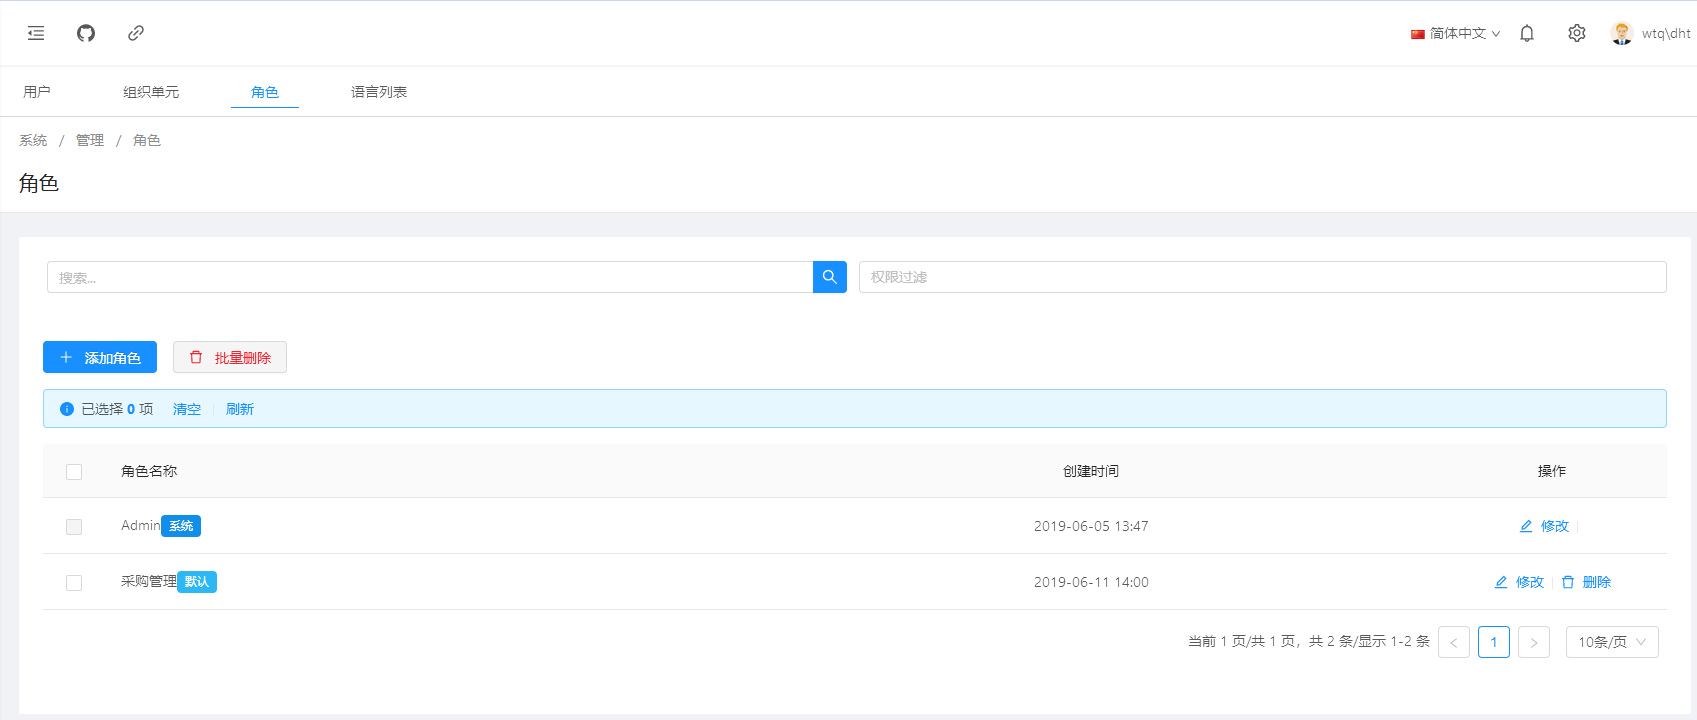 简体中文 wtq\dht
用户 组织单元 角色 语言列表
系统 / 管理 / 角色
角色
搜索... 权限过滤
添加角色 批量删除
已选择 0 项 清空 刷新
角色名称 创建时间 操作
Admin 系统 2019-06-05 13:47 修改
采购管理 默认 2019-06-11 14:00 修改 删除
当前 1 页/共 1 页，共 2 条/显示 1-2 条 < 1 > 10条/页